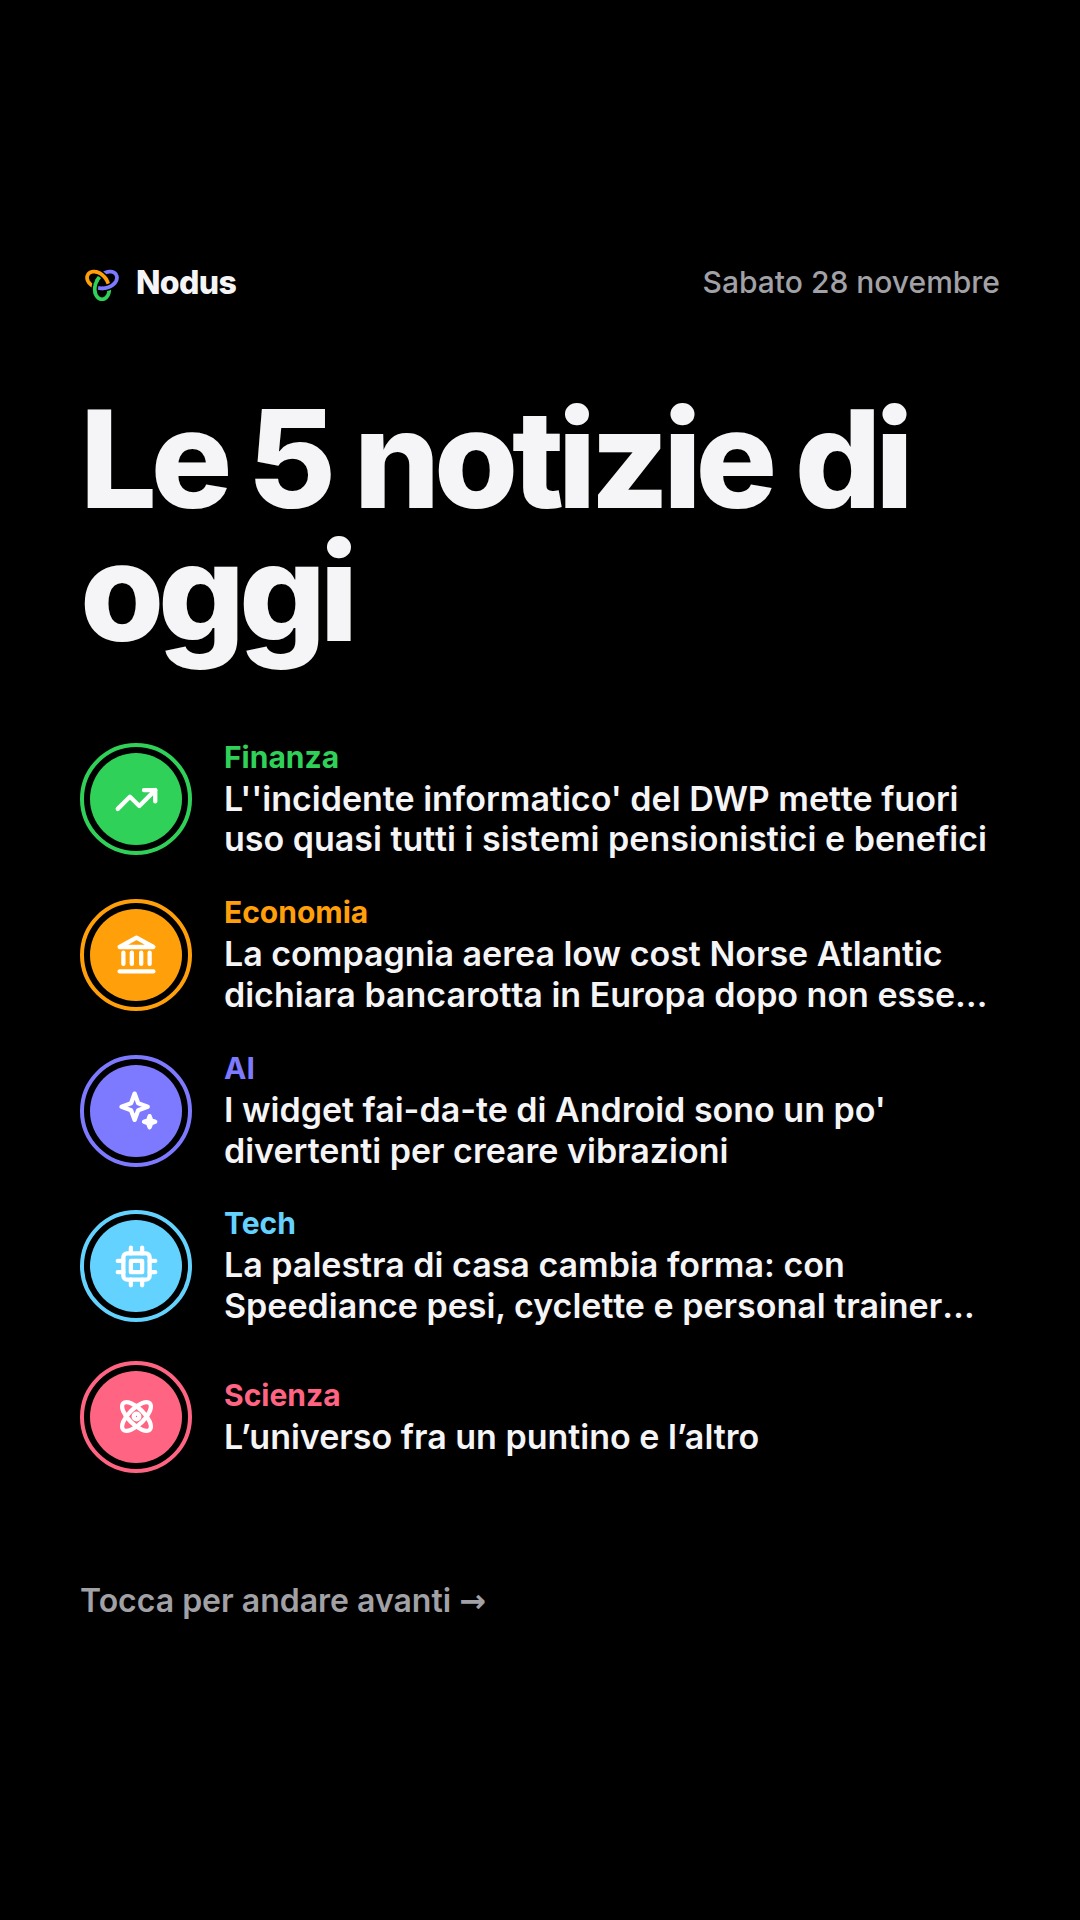 Nodus
Sabato 28 novembre
Le 5 notizie di
oggi
Finanza
L''incidente informatico' del DWP mette fuori
uso quasi tutti i sistemi pensionistici e benefici
Economia
La compagnia aerea low cost Norse Atlantic
dichiara bancarotta in Europa dopo non esse...
AI
I widget fai-da-te di Android sono un po'
divertenti per creare vibrazioni
Tech
La palestra di casa cambia forma: con
Speediance pesi, cyclette e personal trainer...
Scienza
L’universo fra un puntino e l’altro
Tocca per andare avanti →